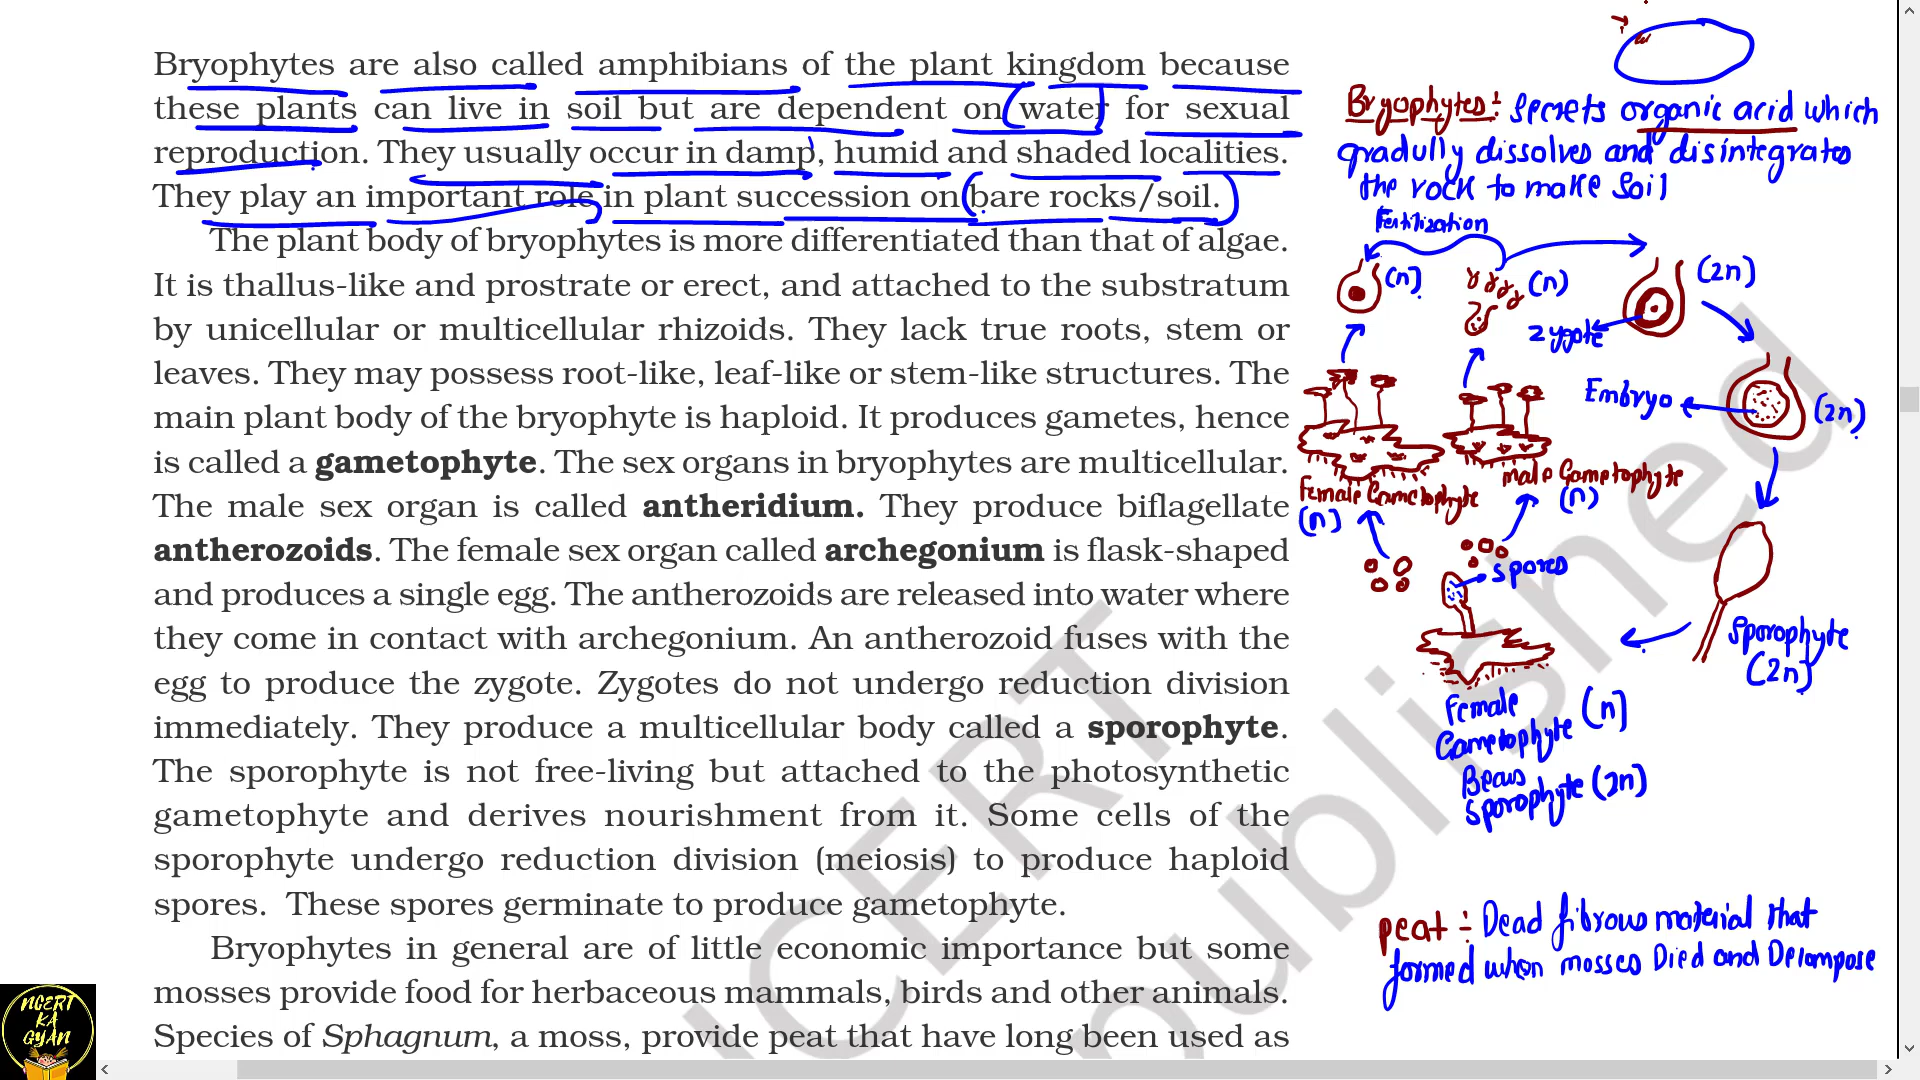 Bryophytes are also called amphibians of the plant kingdom because
these plants can live in soil but are dependent on water for sexual
reproduction. They usually occur in damp, humid and shaded localities.
They play an important role in plant succession on bare rocks/soil.
The plant body of bryophytes is more differentiated than that of algae.
It is thallus-like and prostrate or erect, and attached to the substratum
by unicellular or multicellular rhizoids. They lack true roots, stem or
leaves. They may possess root-like, leaf-like or stem-like structures. The
main plant body of the bryophyte is haploid. It produces gametes, hence
is called a gametophyte. The sex organs in bryophytes are multicellular.
The male sex organ is called antheridium. They produce biflagellate
antherozoids. The female sex organ called archegonium is flask-shaped
and produces a single egg. The antherozoids are released into water where
they come in contact with archegonium. An antherozoid fuses with the
egg to produce the zygote. Zygotes do not undergo reduction division
immediately. They produce a multicellular body called a sporophyte.
The sporophyte is not free-living but attached to the photosynthetic
gametophyte and derives nourishment from it. Some cells of the
sporophyte undergo reduction division (meiosis) to produce haploid
spores. These spores germinate to produce gametophyte.
Bryophytes in general are of little economic importance but some
mosses provide food for herbaceous mammals, birds and other animals.
Species of Sphagnum, a moss, provide peat that have long been used as
Bryophytes :- Secrets organic acid which
gradully dissolves and disintegrates
the rock to make soil
Fertilization
(n)
(n)
(2n)
Zygote
Embryo
(2n)
Female Gametophyte
(n)
male Gametophyte
(n)
spores
Sporophyte
(2n)
Female
Gametophyte (n)
Bears
Sporophyte (2n)
peat :- Dead fibrous material that
formed when mosses Died and Decompose
NCERT
KA
GYAN
NCERT
published